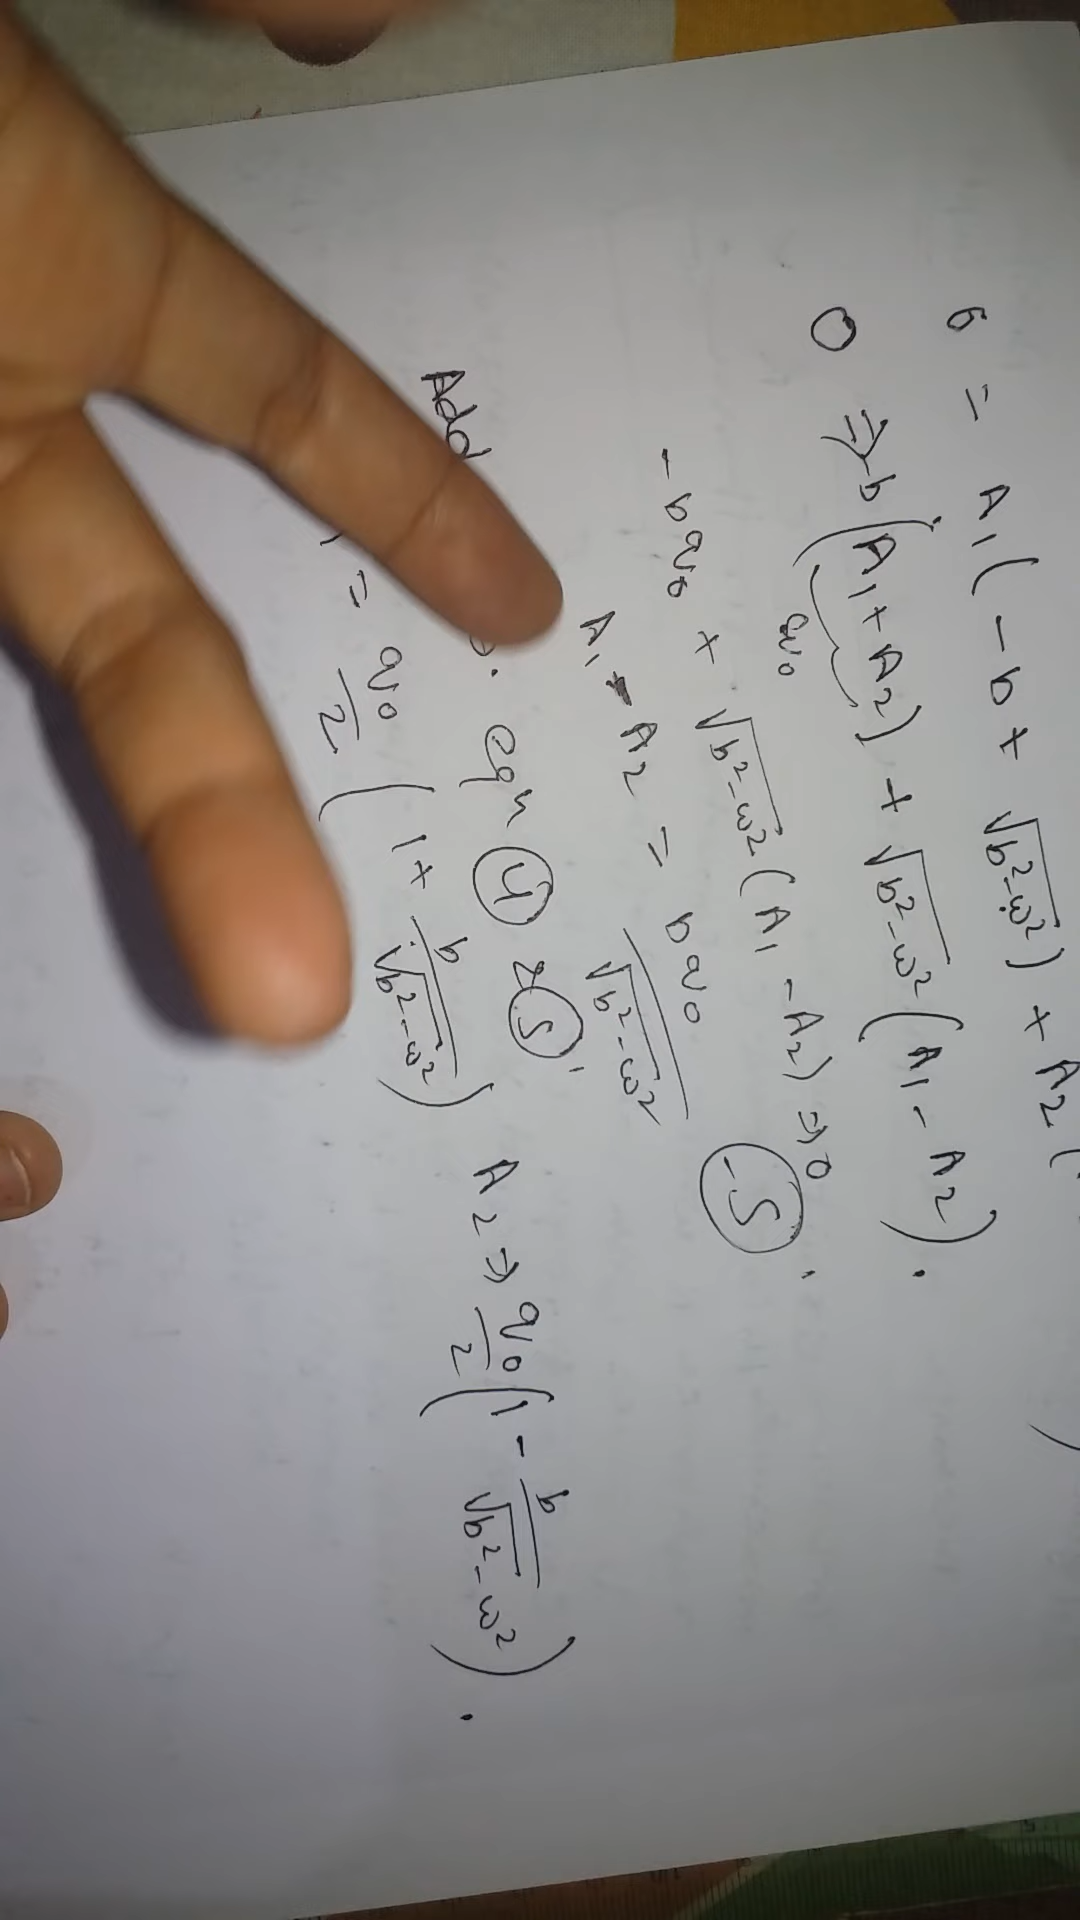 0 = A₁(-b + √b²-ω²) + A₂(
0 ⇒ -b(A₁ + A₂) + √b²-ω² (A₁ - A₂).
a₀
-ba₀ + √b²-ω² (A₁ - A₂) ⇒ 0
A₁ - A₂ = ba₀/√b²-ω² -⑤
Add eqn ④ & ⑤,
= a₀/2 (1 + b/√b²-ω²) A₂ ⇒ a₀/2 (1 - b/√b²-ω²).